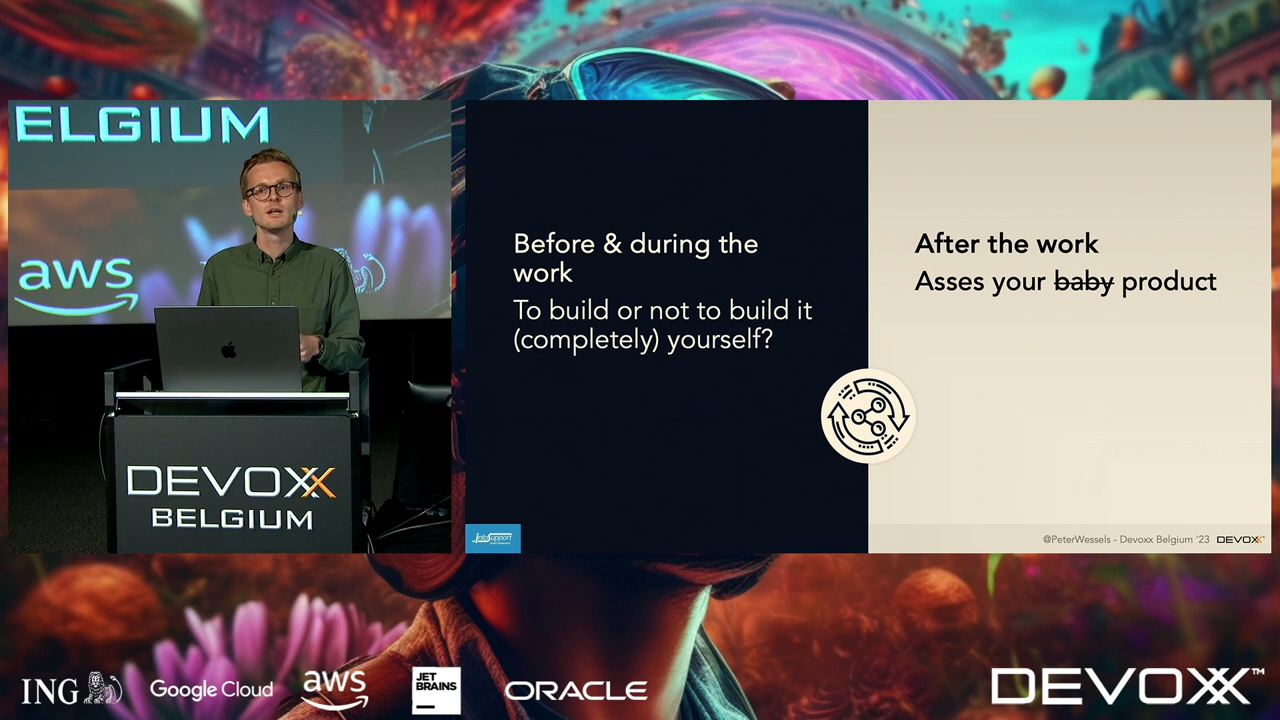 ELGIUM
aws
DEVOXX
BELGIUM
Before & during the
work
To build or not to build it
(completely) yourself?
After the work
Asses your baby product
InfoSupport
@PeterWessels - Devoxx Belgium '23 DEVOXX
ING
Google Cloud
aws
JET
BRAINS
ORACLE
DEVOXX™